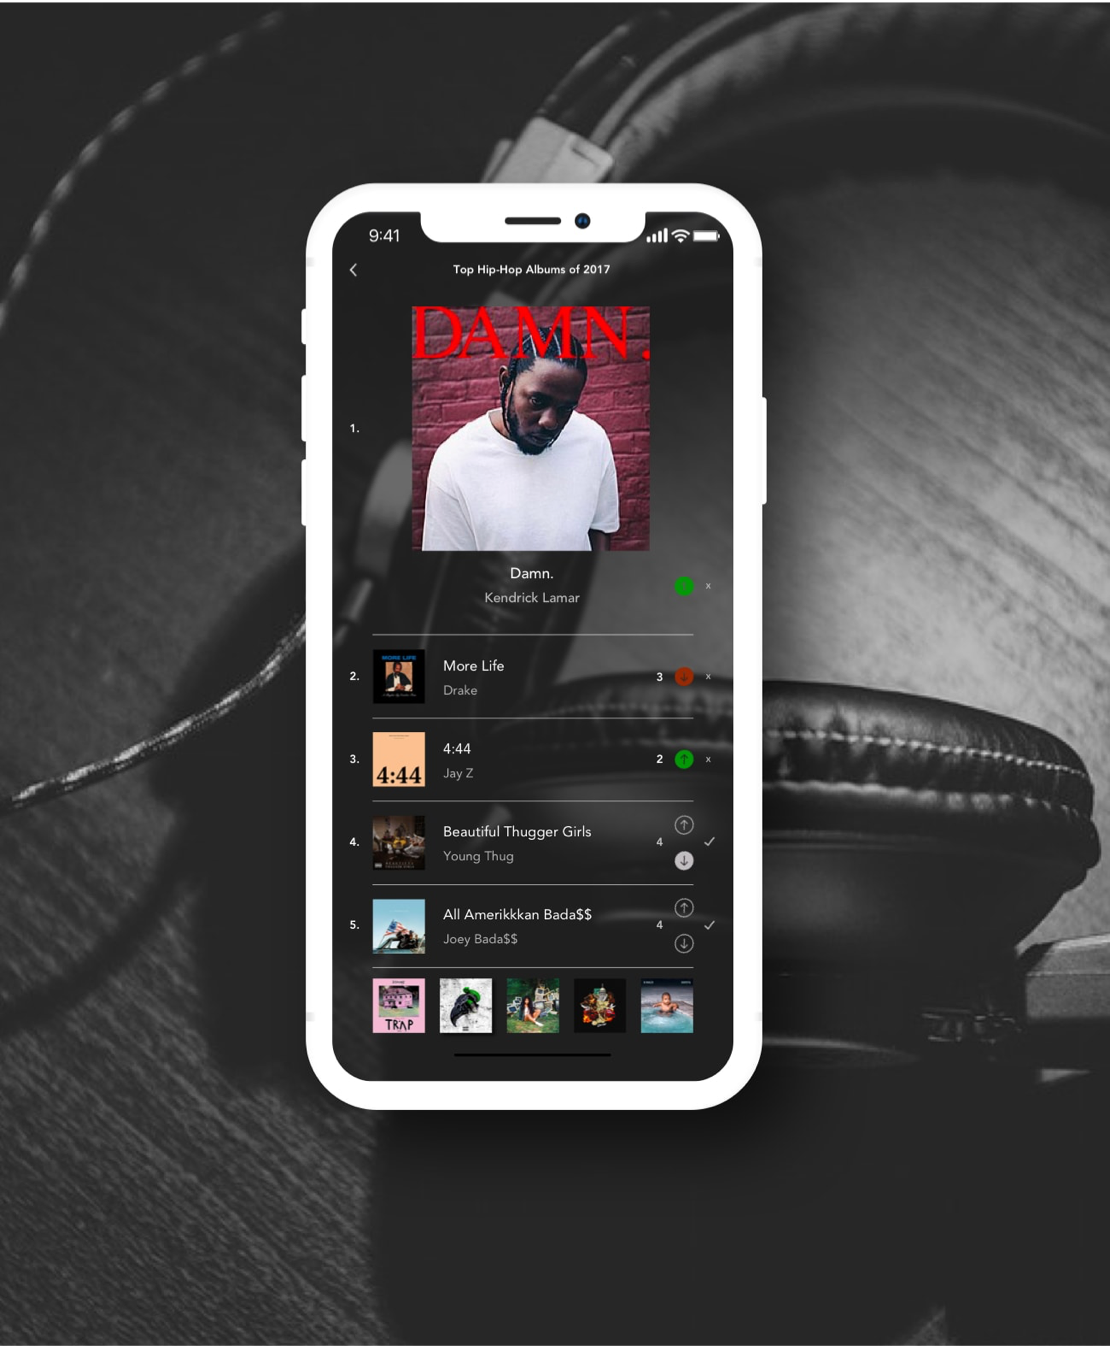 9:41
Top Hip-Hop Albums of 2017
DAMN.
1.
Damn.
Kendrick Lamar
x
MORE LIFE
2.
More Life
Drake
3
x
3.
4:44
4:44
Jay Z
2
x
4.
Beautiful Thugger Girls
Young Thug
4
5.
All Amerikkkan Bada$$
Joey Bada$$
4
TRAP